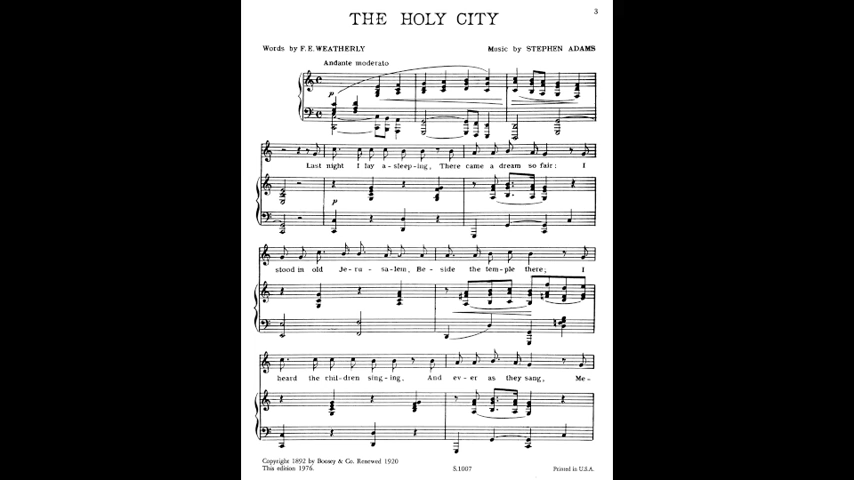 3
THE HOLY CITY
Words by F. E. WEATHERLY
Music by STEPHEN ADAMS
Andante moderato
p
Last night I lay a-sleep-ing, There came a dream so fair; I
p
stood in old Je-ru-sa-lem, Be-side the tem-ple there; I
heard the chil-dren sing-ing, And ev-er as they sang, Me-
Copyright 1892 by Boosey & Co. Renewed 1920
This edition 1976.
S.1007
Printed in U.S.A.